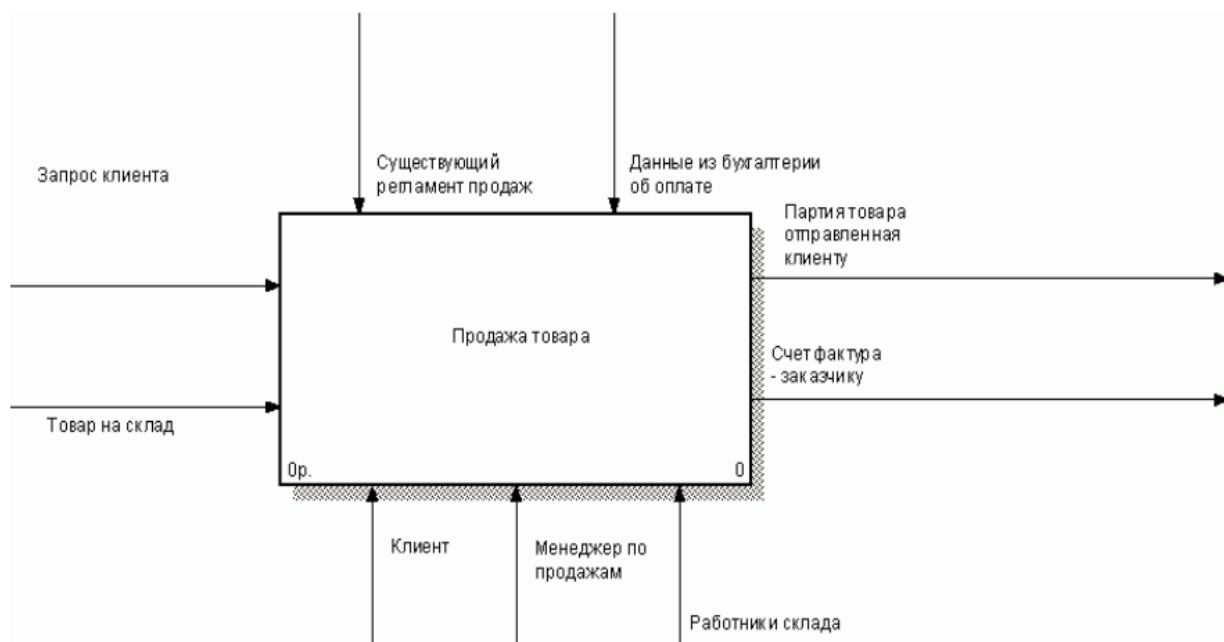 Существующий
регламент продаж
Данные из бухгалтерии
об оплате
Запрос клиента
Партия товара
отправленная
клиенту
Продажа товара
Счет фактура
- заказчику
Товар на склад
0р.
0
Клиент
Менеджер по
продажам
Работники склада